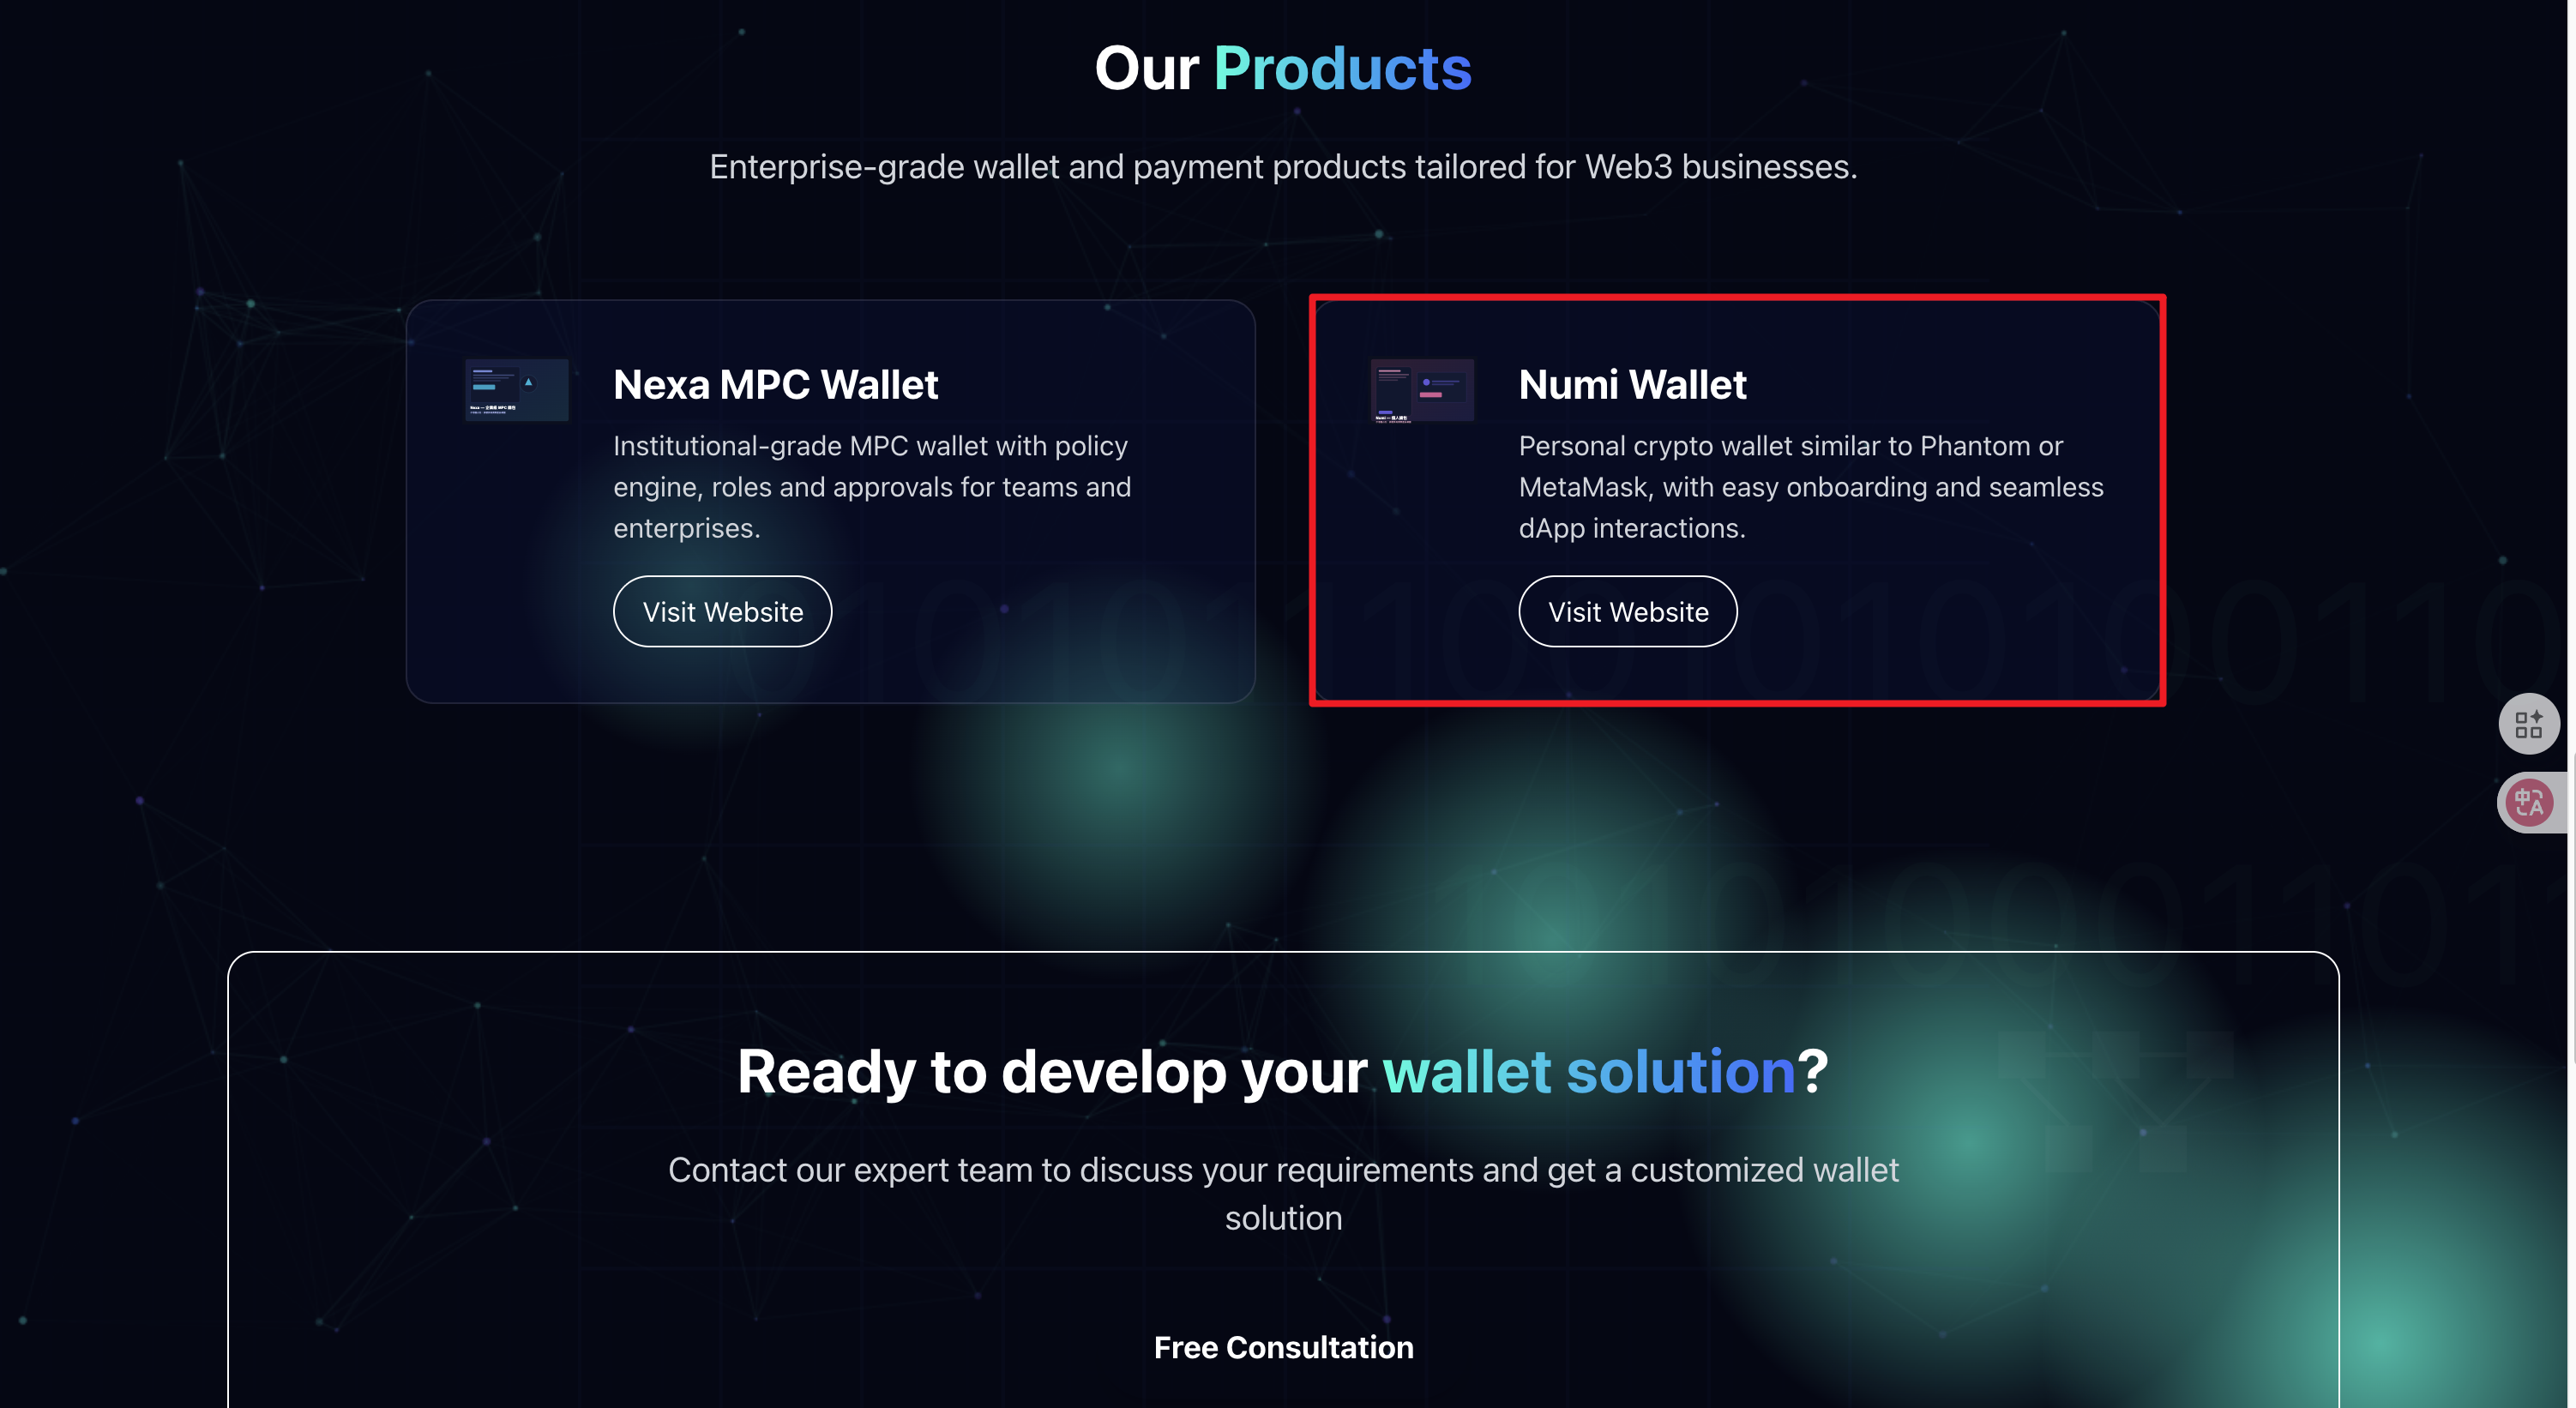 Our Products
Enterprise-grade wallet and payment products tailored for Web3 businesses.
Nexa MPC Wallet
Institutional-grade MPC wallet with policy
engine, roles and approvals for teams and
enterprises.
Visit Website
Numi Wallet
Personal crypto wallet similar to Phantom or
MetaMask, with easy onboarding and seamless
dApp interactions.
Visit Website
Ready to develop your wallet solution?
Contact our expert team to discuss your requirements and get a customized wallet
solution
Free Consultation